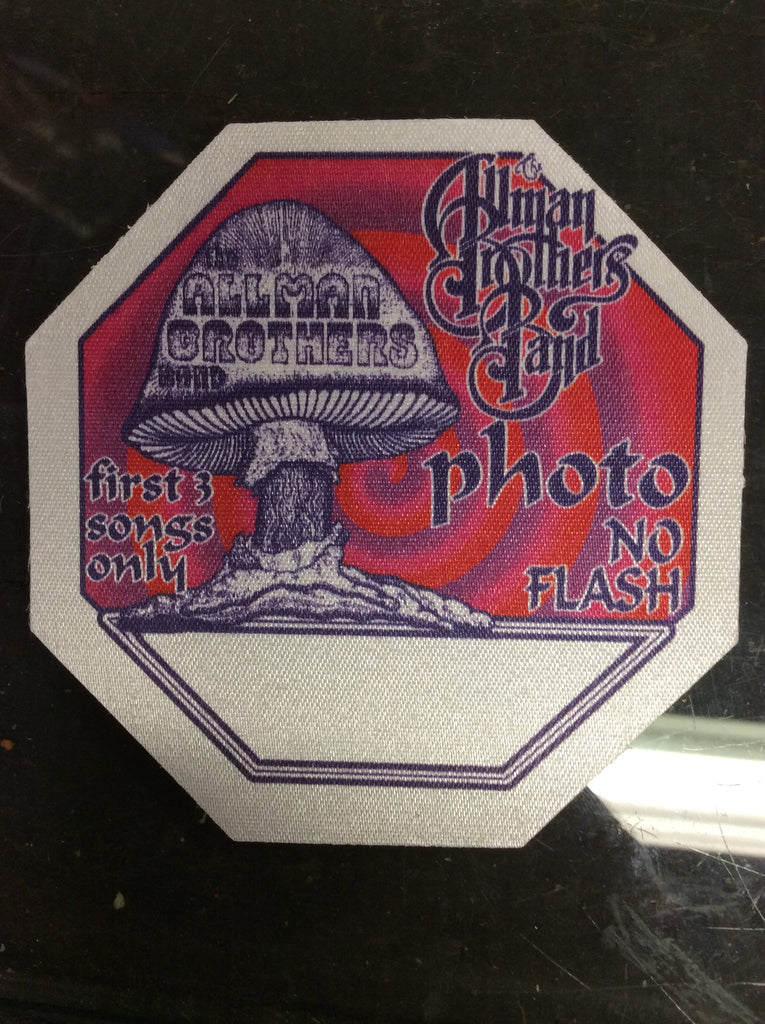 The
Allman
Brothers
Band
the
ALLMAN
BROTHERS
BAND
photo
NO
FLASH
first 3
songs
only